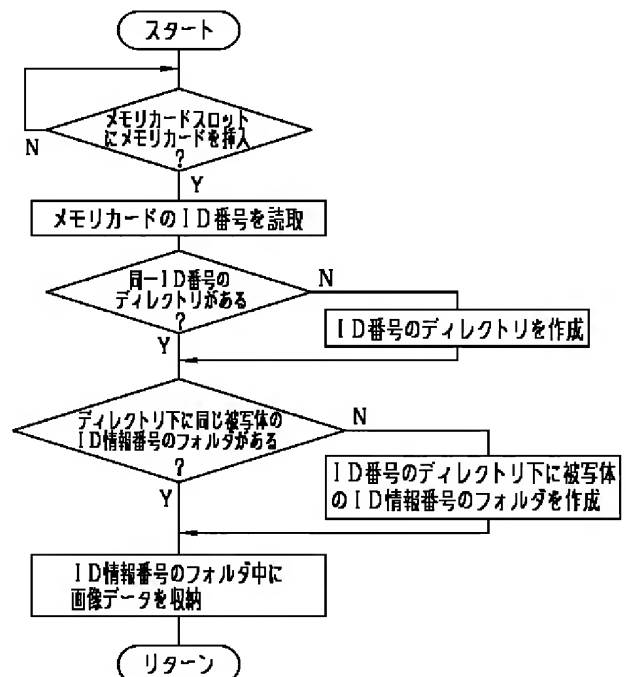 スタート
メモリカードスロット
にメモリカードを挿入
?
N
Y
メモリカードのID番号を読取
同一ID番号の
ディレクトリがある
?
N
Y
ID番号のディレクトリを作成
ディレクトリ下に同じ被写体の
ID情報番号のフォルダがある
?
N
Y
ID番号のディレクトリ下に被写体
のID情報番号のフォルダを作成
ID情報番号のフォルダ中に
画像データを収納
リターン